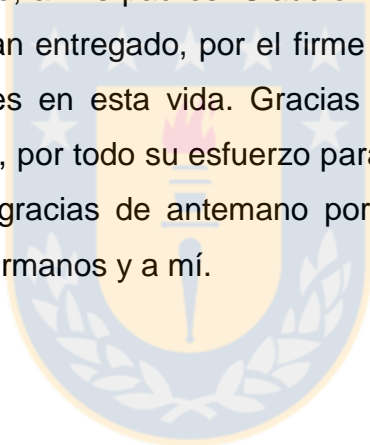 an entregado, por el firme
es en esta vida. Gracias
, por todo su esfuerzo para
gracias de antemano por
rmanos y a mí.